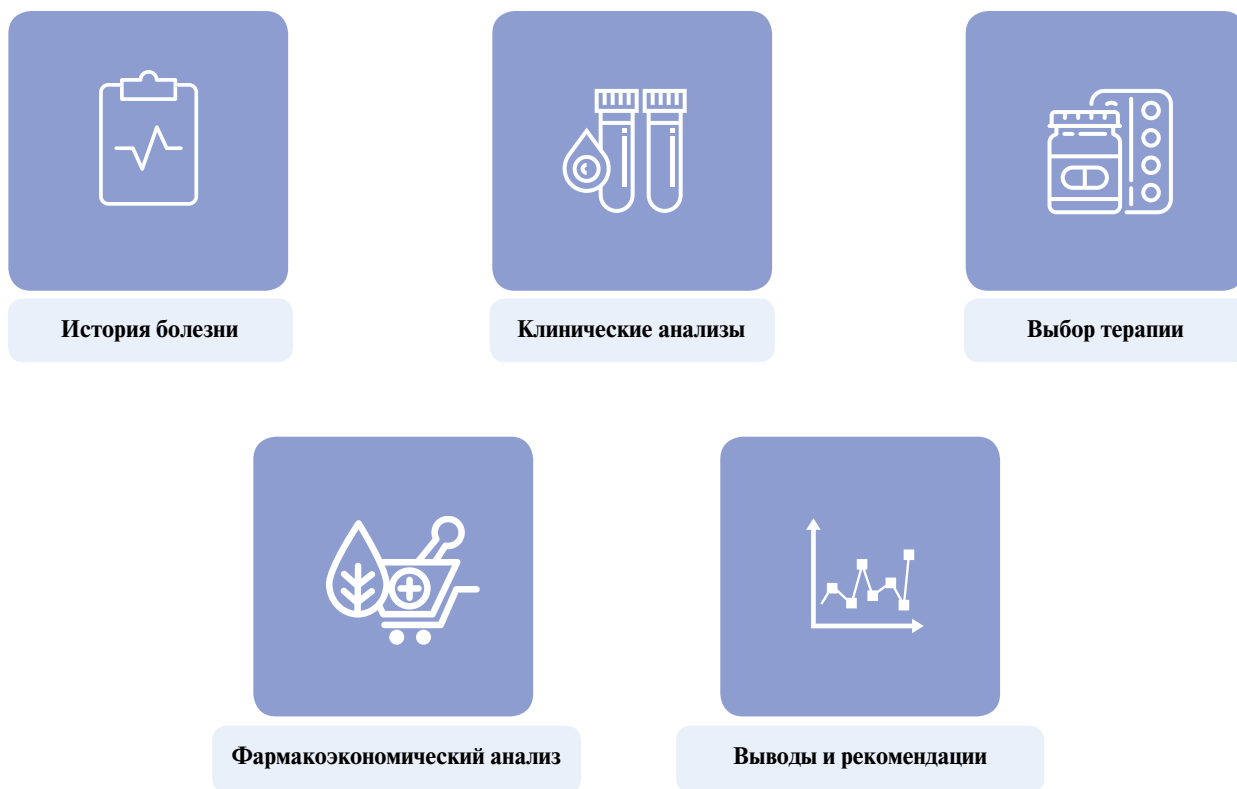 История болезни
Клинические анализы
Выбор терапии
Фармакоэкономический анализ
Выводы и рекомендации